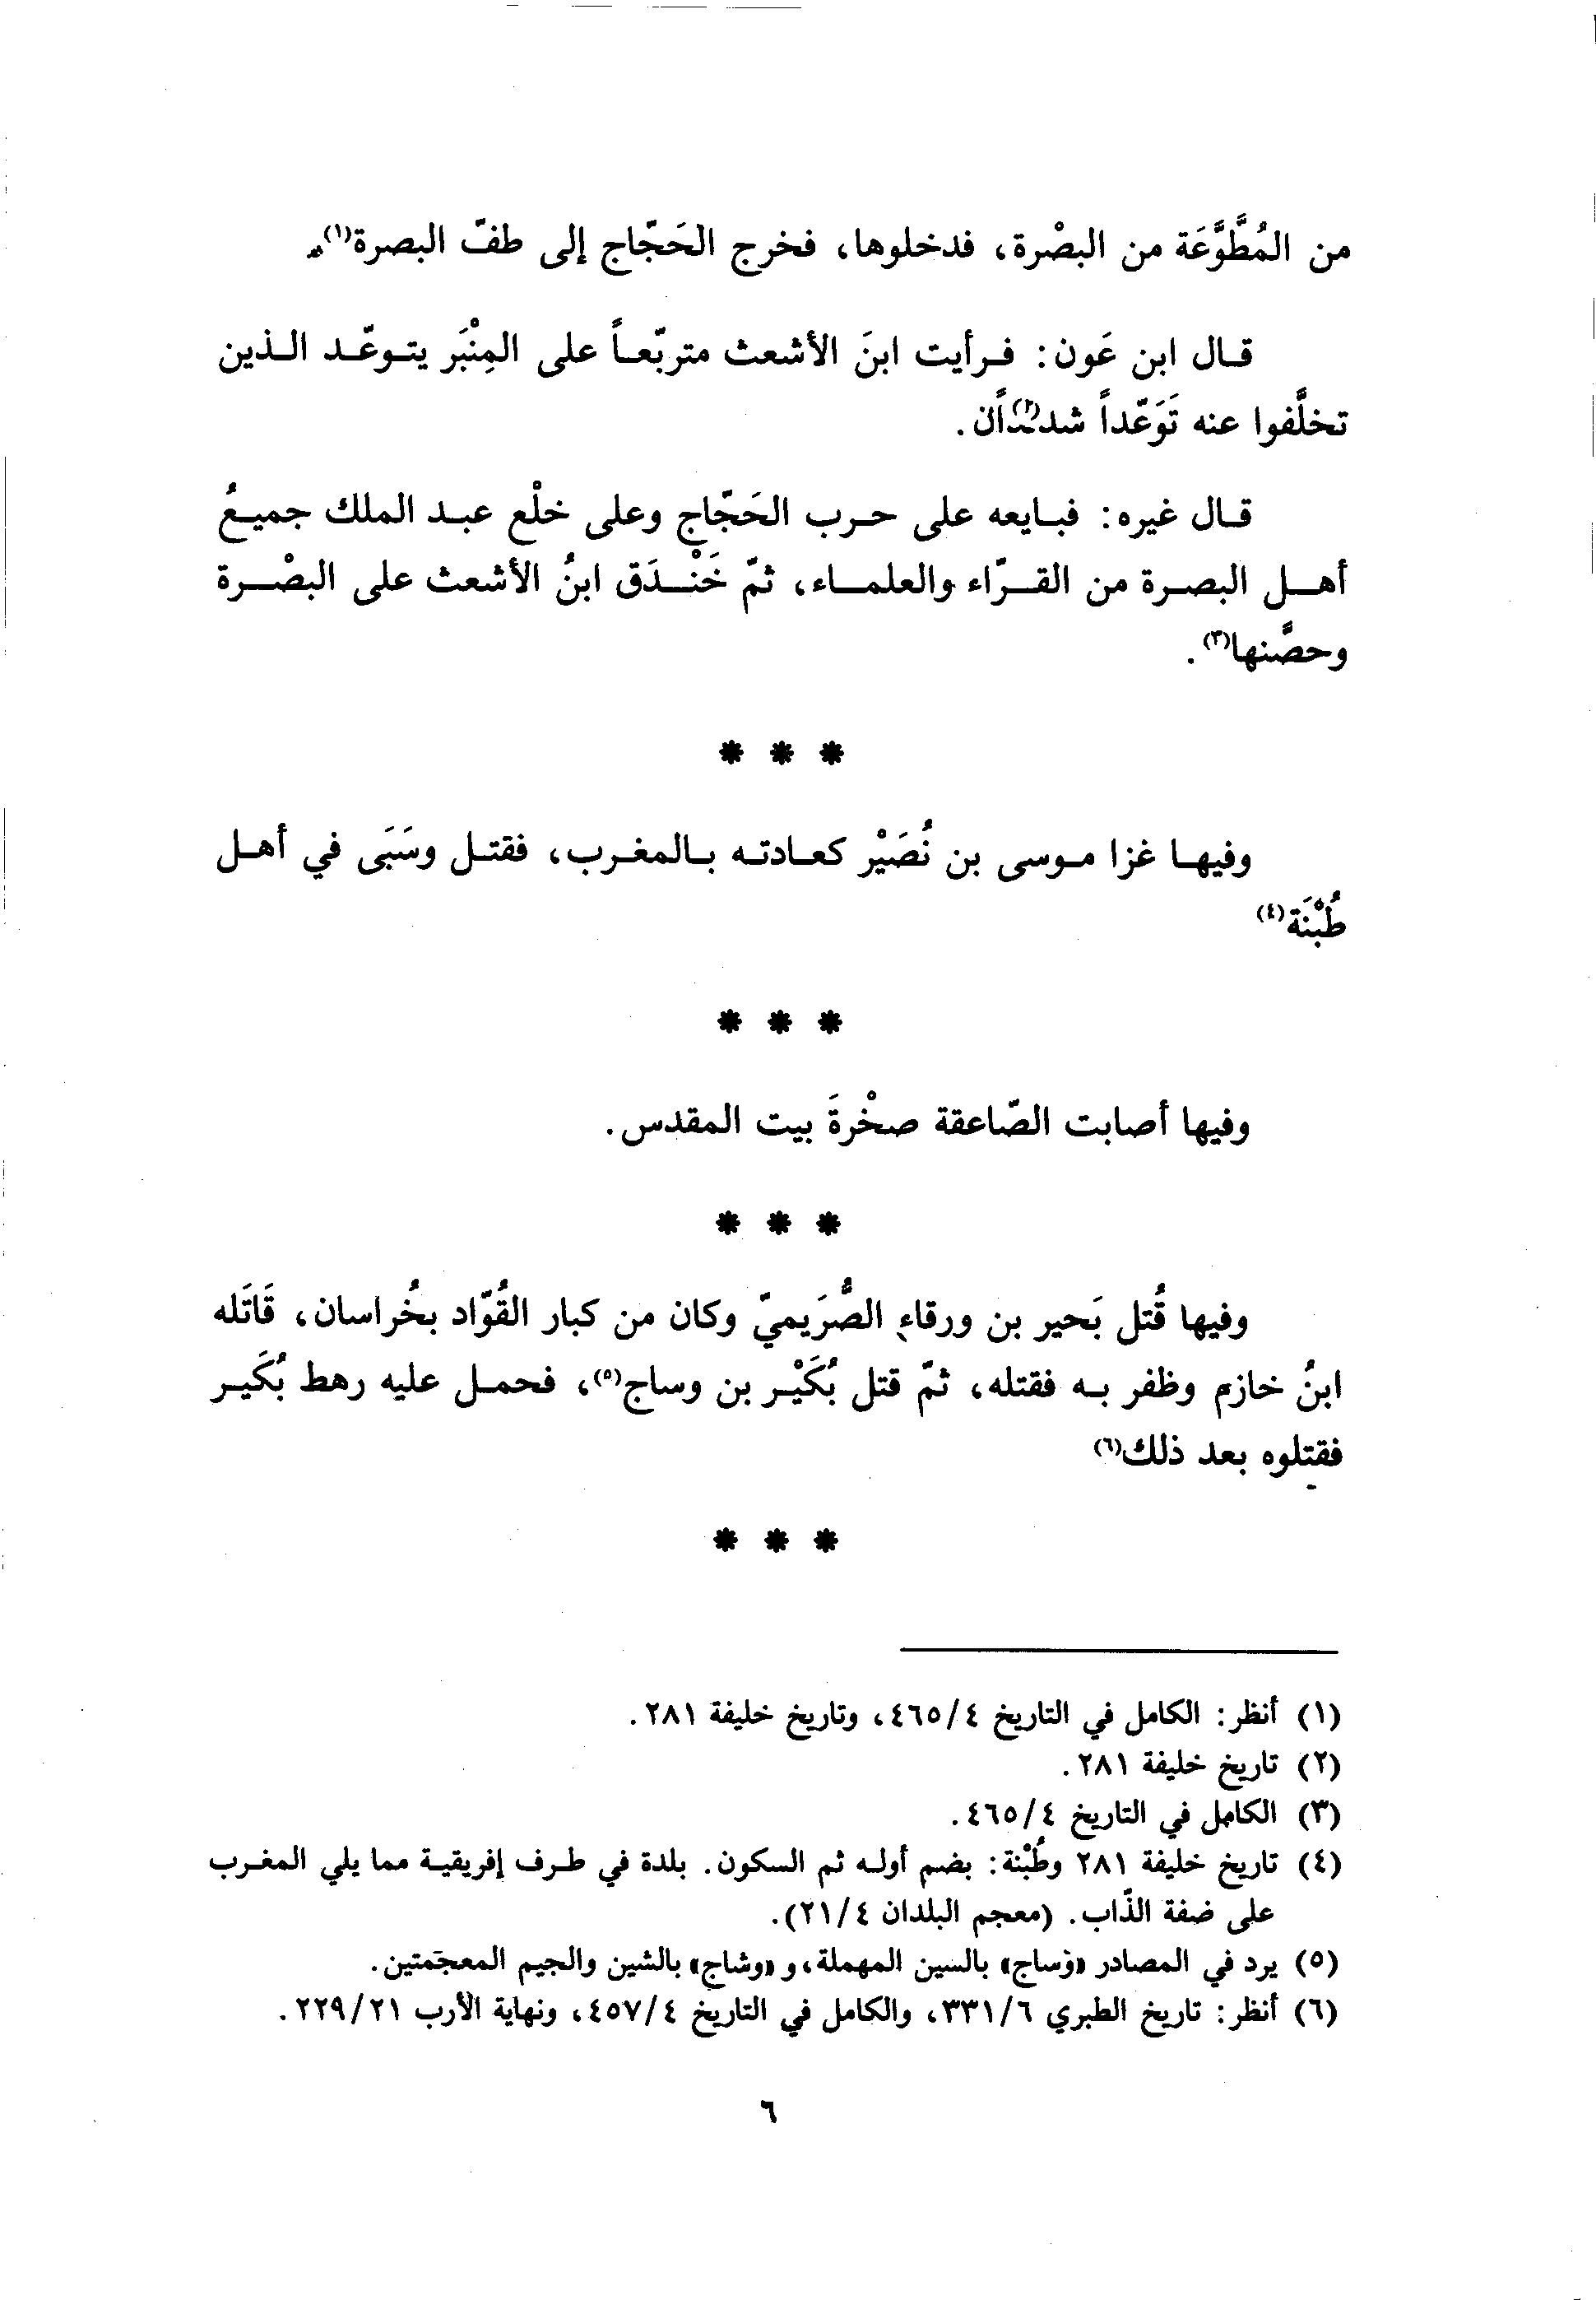 من المُطَّوَّعَة من البصْرة، فدخلوها، فخرج الحَجّاج إلى طفّ البصرة(١)
قال ابن عَون: فرأيت ابنَ الأشعث متربّعاً على المِنْبَر يتوعّد الذين
تخلَّفوا عنه تَوَعّداً شديداً(٢).
قال غيره: فبايعه على حرب الحَجّاج وعلى خلْع عبد الملك جميعُ
أهل البصرة من القرّاء والعلماء، ثمّ خَنْدَق ابنُ الأشعث على البصْرة
وحصَّنها(٣).
* * *
وفيها غزا موسى بن نُصَيْر كعادته بالمغرب، فقتل وسَبَى في أهل
طُبْنَة(٤)
* * *
وفيها أصابت الصّاعقة صخْرةَ بيت المقدس.
* * *
وفيها قُتل بَحير بن ورقاء الصُّرَيميّ وكان من كبار القُوّاد بخُراسان، قَاتَله
ابنُ خازم وظفر به فقتله، ثمّ قتل بُكَيْر بن وساج(٥)، فحمل عليه رهط بُكَير
فقتلوه بعد ذلك(٦)
* * *
(١) أنظر: الكامل في التاريخ ٤/٤٦٥، وتاريخ خليفة ٢٨١.
(٢) تاريخ خليفة ٢٨١.
(٣) الكامل في التاريخ ٤/٤٦٥.
(٤) تاريخ خليفة ٢٨١ وطُبْنة: بضم أوله ثم السكون. بلدة في طرف إفريقية مما يلي المغرب
على ضفة الذّاب. (معجم البلدان ٤/٢١).
(٥) يرد في المصادر «وَساج» بالسين المهملة، و «وشاج» بالشين والجيم المعجمتين.
(٦) أنظر: تاريخ الطبري ٦/٣٣١، والكامل في التاريخ ٤/٤٥٧، ونهاية الأرب ٢١/٢٢٩.
٦